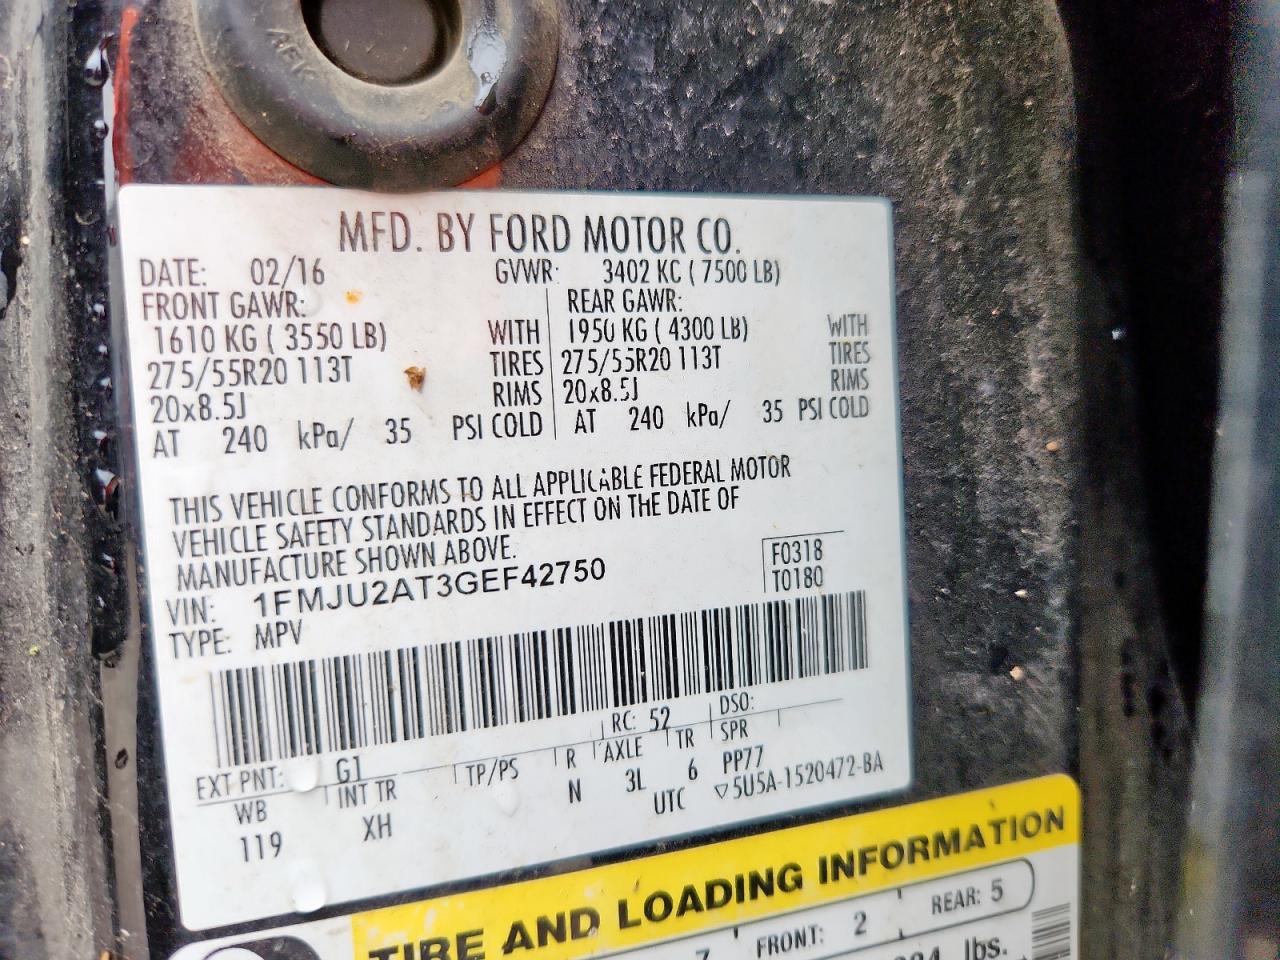 AFK
MFD. BY FORD MOTOR CO.
DATE: 02/16 GVWR: 3402 KG ( 7500 LB)
FRONT GAWR: REAR GAWR:
1610 KG ( 3550 LB) WITH 1950 KG ( 4300 LB) WITH
275/55R20 113T TIRES 275/55R20 113T TIRES
20x8.5J RIMS 20x8.5J RIMS
AT 240 kPa/ 35 PSI COLD AT 240 kPa/ 35 PSI COLD
THIS VEHICLE CONFORMS TO ALL APPLICABLE FEDERAL MOTOR
VEHICLE SAFETY STANDARDS IN EFFECT ON THE DATE OF
MANUFACTURE SHOWN ABOVE.
VIN: 1FMJU2AT3GEF42750 F0318
TYPE: MPV T0180
EXT PNT: G1 RC: 52 DSO:
WB INT TR TP/PS R AXLE TR SPR
119 XH N 3L 6 PP77
UTC ▽5U5A-1520472-BA
TIRE AND LOADING INFORMATION
FRONT: 2 REAR: 5
lbs.